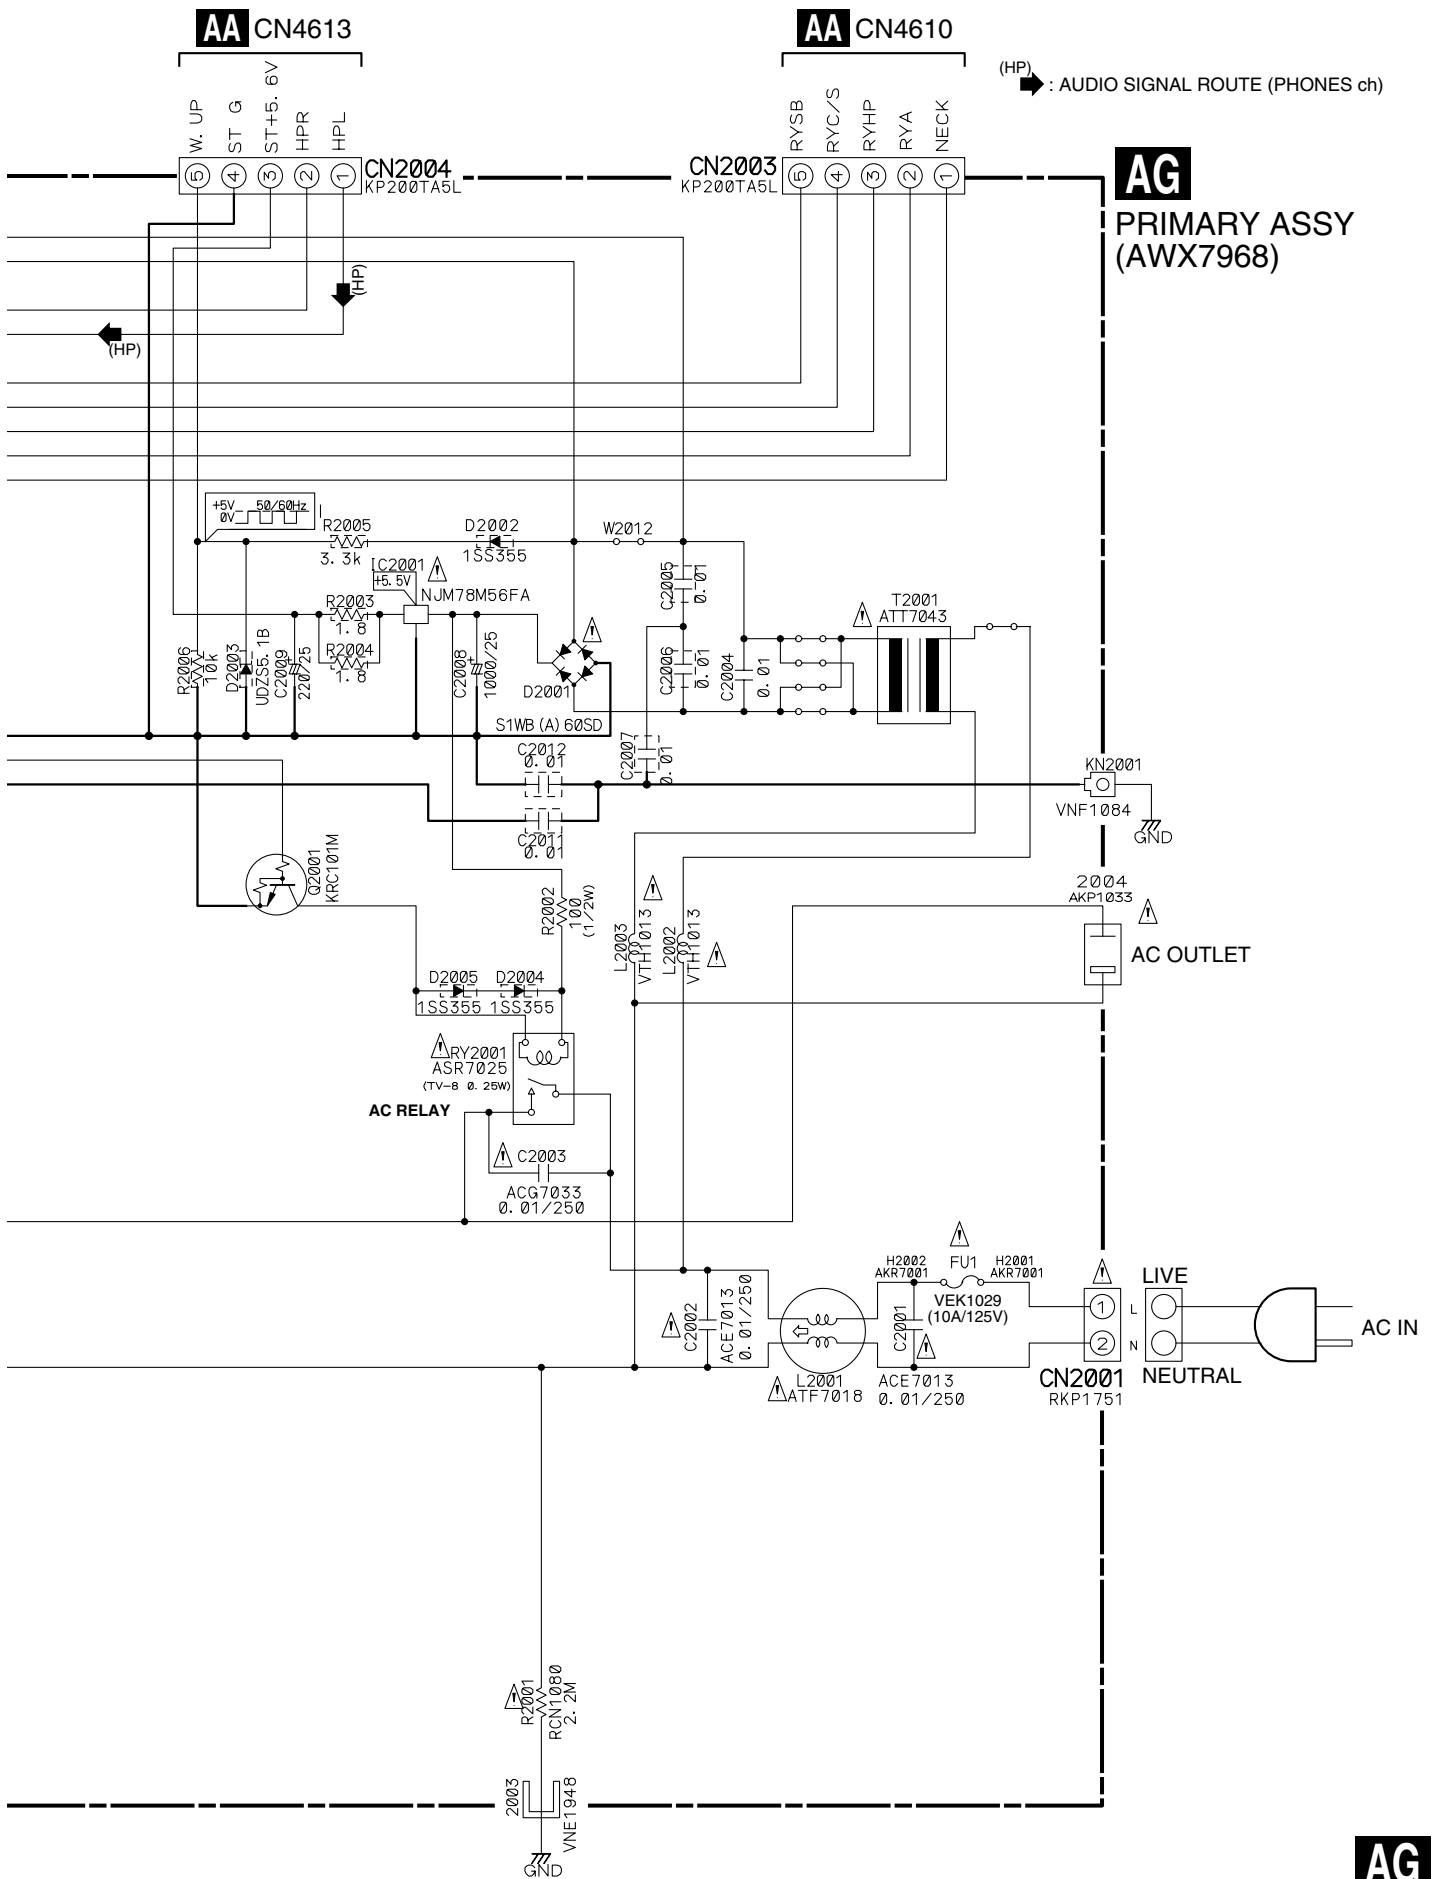 AA CN4613
AA CN4610
(HP) : AUDIO SIGNAL ROUTE (PHONES ch)
W. UP
ST G
ST+5. 6V
HPR
HPL
RYSB
RYC/S
RYHP
RYA
NECK
5 4 3 2 1
CN2004
KP200TA5L
CN2003
KP200TA5L
5 4 3 2 1
AG
PRIMARY ASSY
(AWX7968)
(HP)
(HP)
+5V 50/60Hz
0V
R2005
3. 3k
D2002
1SS355
W2012
IC2001
+5. 5V
NJM78M56FA
R2003
1. 8
R2004
1. 8
R2006
10k
D2003
UDZS5. 1B
C2009
220/25
C2008
1000/25
D2001
S1WB (A) 60SD
C2005
0. 01
C2006
0. 01
C2004
0. 01
T2001
ATT7043
C2007
0. 01
C2012
0. 01
C2011
0. 01
KN2001
VNF1084
GND
Q2001
KRC101M
R2002
100
(1/2W)
L2003
VTH1013
L2002
VTH1013
2004
AKP1033
AC OUTLET
D2005
1SS355
D2004
1SS355
RY2001
ASR7025
(TV-8 0. 25W)
AC RELAY
C2003
ACG7033
0. 01/250
C2002
ACE7013
0. 01/250
H2002
AKR7001
FU1
H2001
AKR7001
VEK1029
(10A/125V)
C2001
ACE7013
0. 01/250
L2001
ATF7018
1 L
2 N
LIVE
NEUTRAL
AC IN
CN2001
RKP1751
R2001
RCN1080
2. 2M
2003
VNE1948
GND
AG